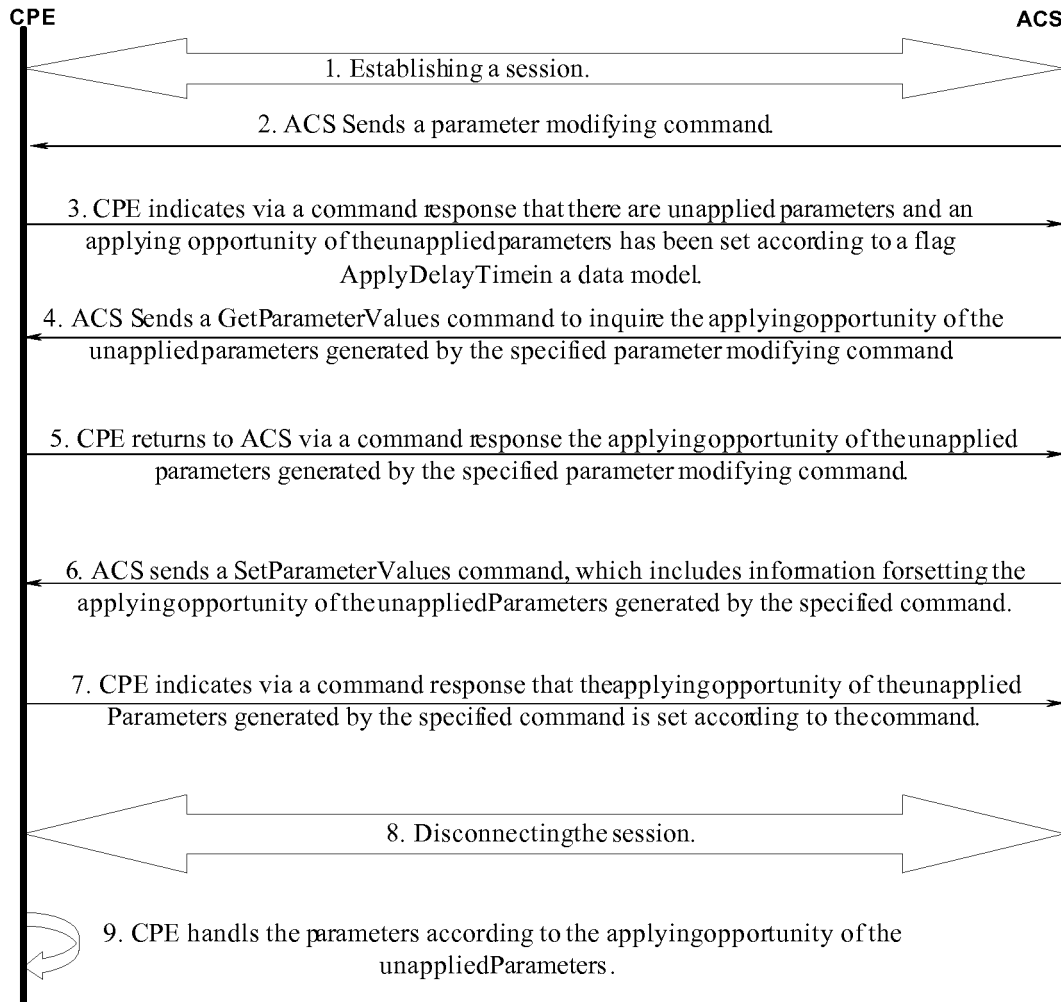 CPE
ACS
1. Establishing a session.
2. ACS Sends a parameter modifying command.
3. CPE indicates via a command response that there are unapplied parameters and an
applying opportunity of theunapplied parameters has been set according to a flag
ApplyDelayTimein a data model.
4. ACS Sends a GetParameterValues command to inquire the applyingopportunity of the
unapplied parameters generated by the specified parameter modifying command
5. CPE returns to ACS via a command response the applyingopportunity of theunapplied
parameters generated by the specified parameter modifying command.
6. ACS sends a SetParameterValues command, which includes information forsetting the
applyingopportunity of theunappliedParameters generated by the specified command.
7. CPE indicates via a command response that theapplyingopportunity of theunapplied
Parameters generated by the specified command is set according to thecommand.
8. Disconnectingthe session.
9. CPE handls the parameters according to the applyingopportunity of the
unappliedParameters.